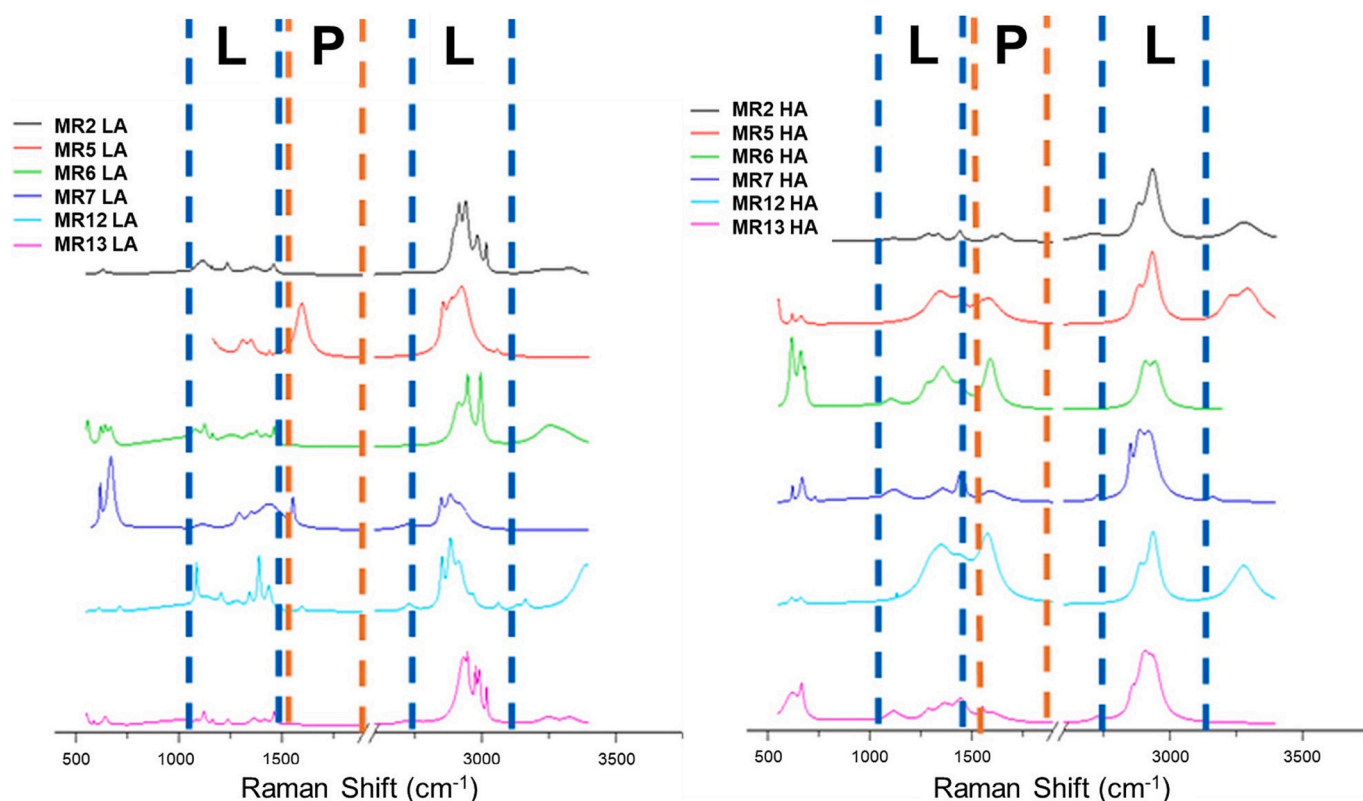 L P L
MR2 LA
MR5 LA
MR6 LA
MR7 LA
MR12 LA
MR13 LA
500 1000 1500 3000 3500
Raman Shift (cm-1)
L P L
MR2 HA
MR5 HA
MR6 HA
MR7 HA
MR12 HA
MR13 HA
500 1000 1500 3000 3500
Raman Shift (cm-1)